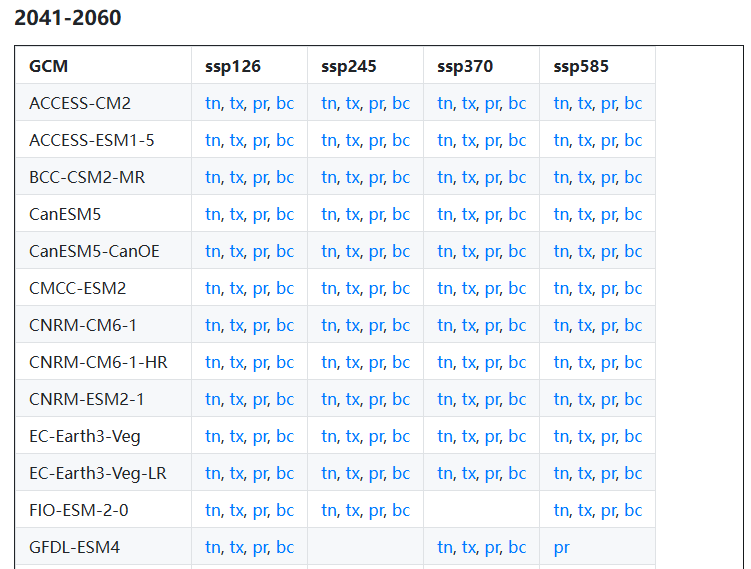 2041-2060
GCM ssp126 ssp245 ssp370 ssp585
ACCESS-CM2 tn, tx, pr, bc tn, tx, pr, bc tn, tx, pr, bc tn, tx, pr, bc
ACCESS-ESM1-5 tn, tx, pr, bc tn, tx, pr, bc tn, tx, pr, bc tn, tx, pr, bc
BCC-CSM2-MR tn, tx, pr, bc tn, tx, pr, bc tn, tx, pr, bc tn, tx, pr, bc
CanESM5 tn, tx, pr, bc tn, tx, pr, bc tn, tx, pr, bc tn, tx, pr, bc
CanESM5-CanOE tn, tx, pr, bc tn, tx, pr, bc tn, tx, pr, bc tn, tx, pr, bc
CMCC-ESM2 tn, tx, pr, bc tn, tx, pr, bc tn, tx, pr, bc tn, tx, pr, bc
CNRM-CM6-1 tn, tx, pr, bc tn, tx, pr, bc tn, tx, pr, bc tn, tx, pr, bc
CNRM-CM6-1-HR tn, tx, pr, bc tn, tx, pr, bc tn, tx, pr, bc tn, tx, pr, bc
CNRM-ESM2-1 tn, tx, pr, bc tn, tx, pr, bc tn, tx, pr, bc tn, tx, pr, bc
EC-Earth3-Veg tn, tx, pr, bc tn, tx, pr, bc tn, tx, pr, bc tn, tx, pr, bc
EC-Earth3-Veg-LR tn, tx, pr, bc tn, tx, pr, bc tn, tx, pr, bc tn, tx, pr, bc
FIO-ESM-2-0 tn, tx, pr, bc tn, tx, pr, bc tn, tx, pr, bc
GFDL-ESM4 tn, tx, pr, bc tn, tx, pr, bc pr